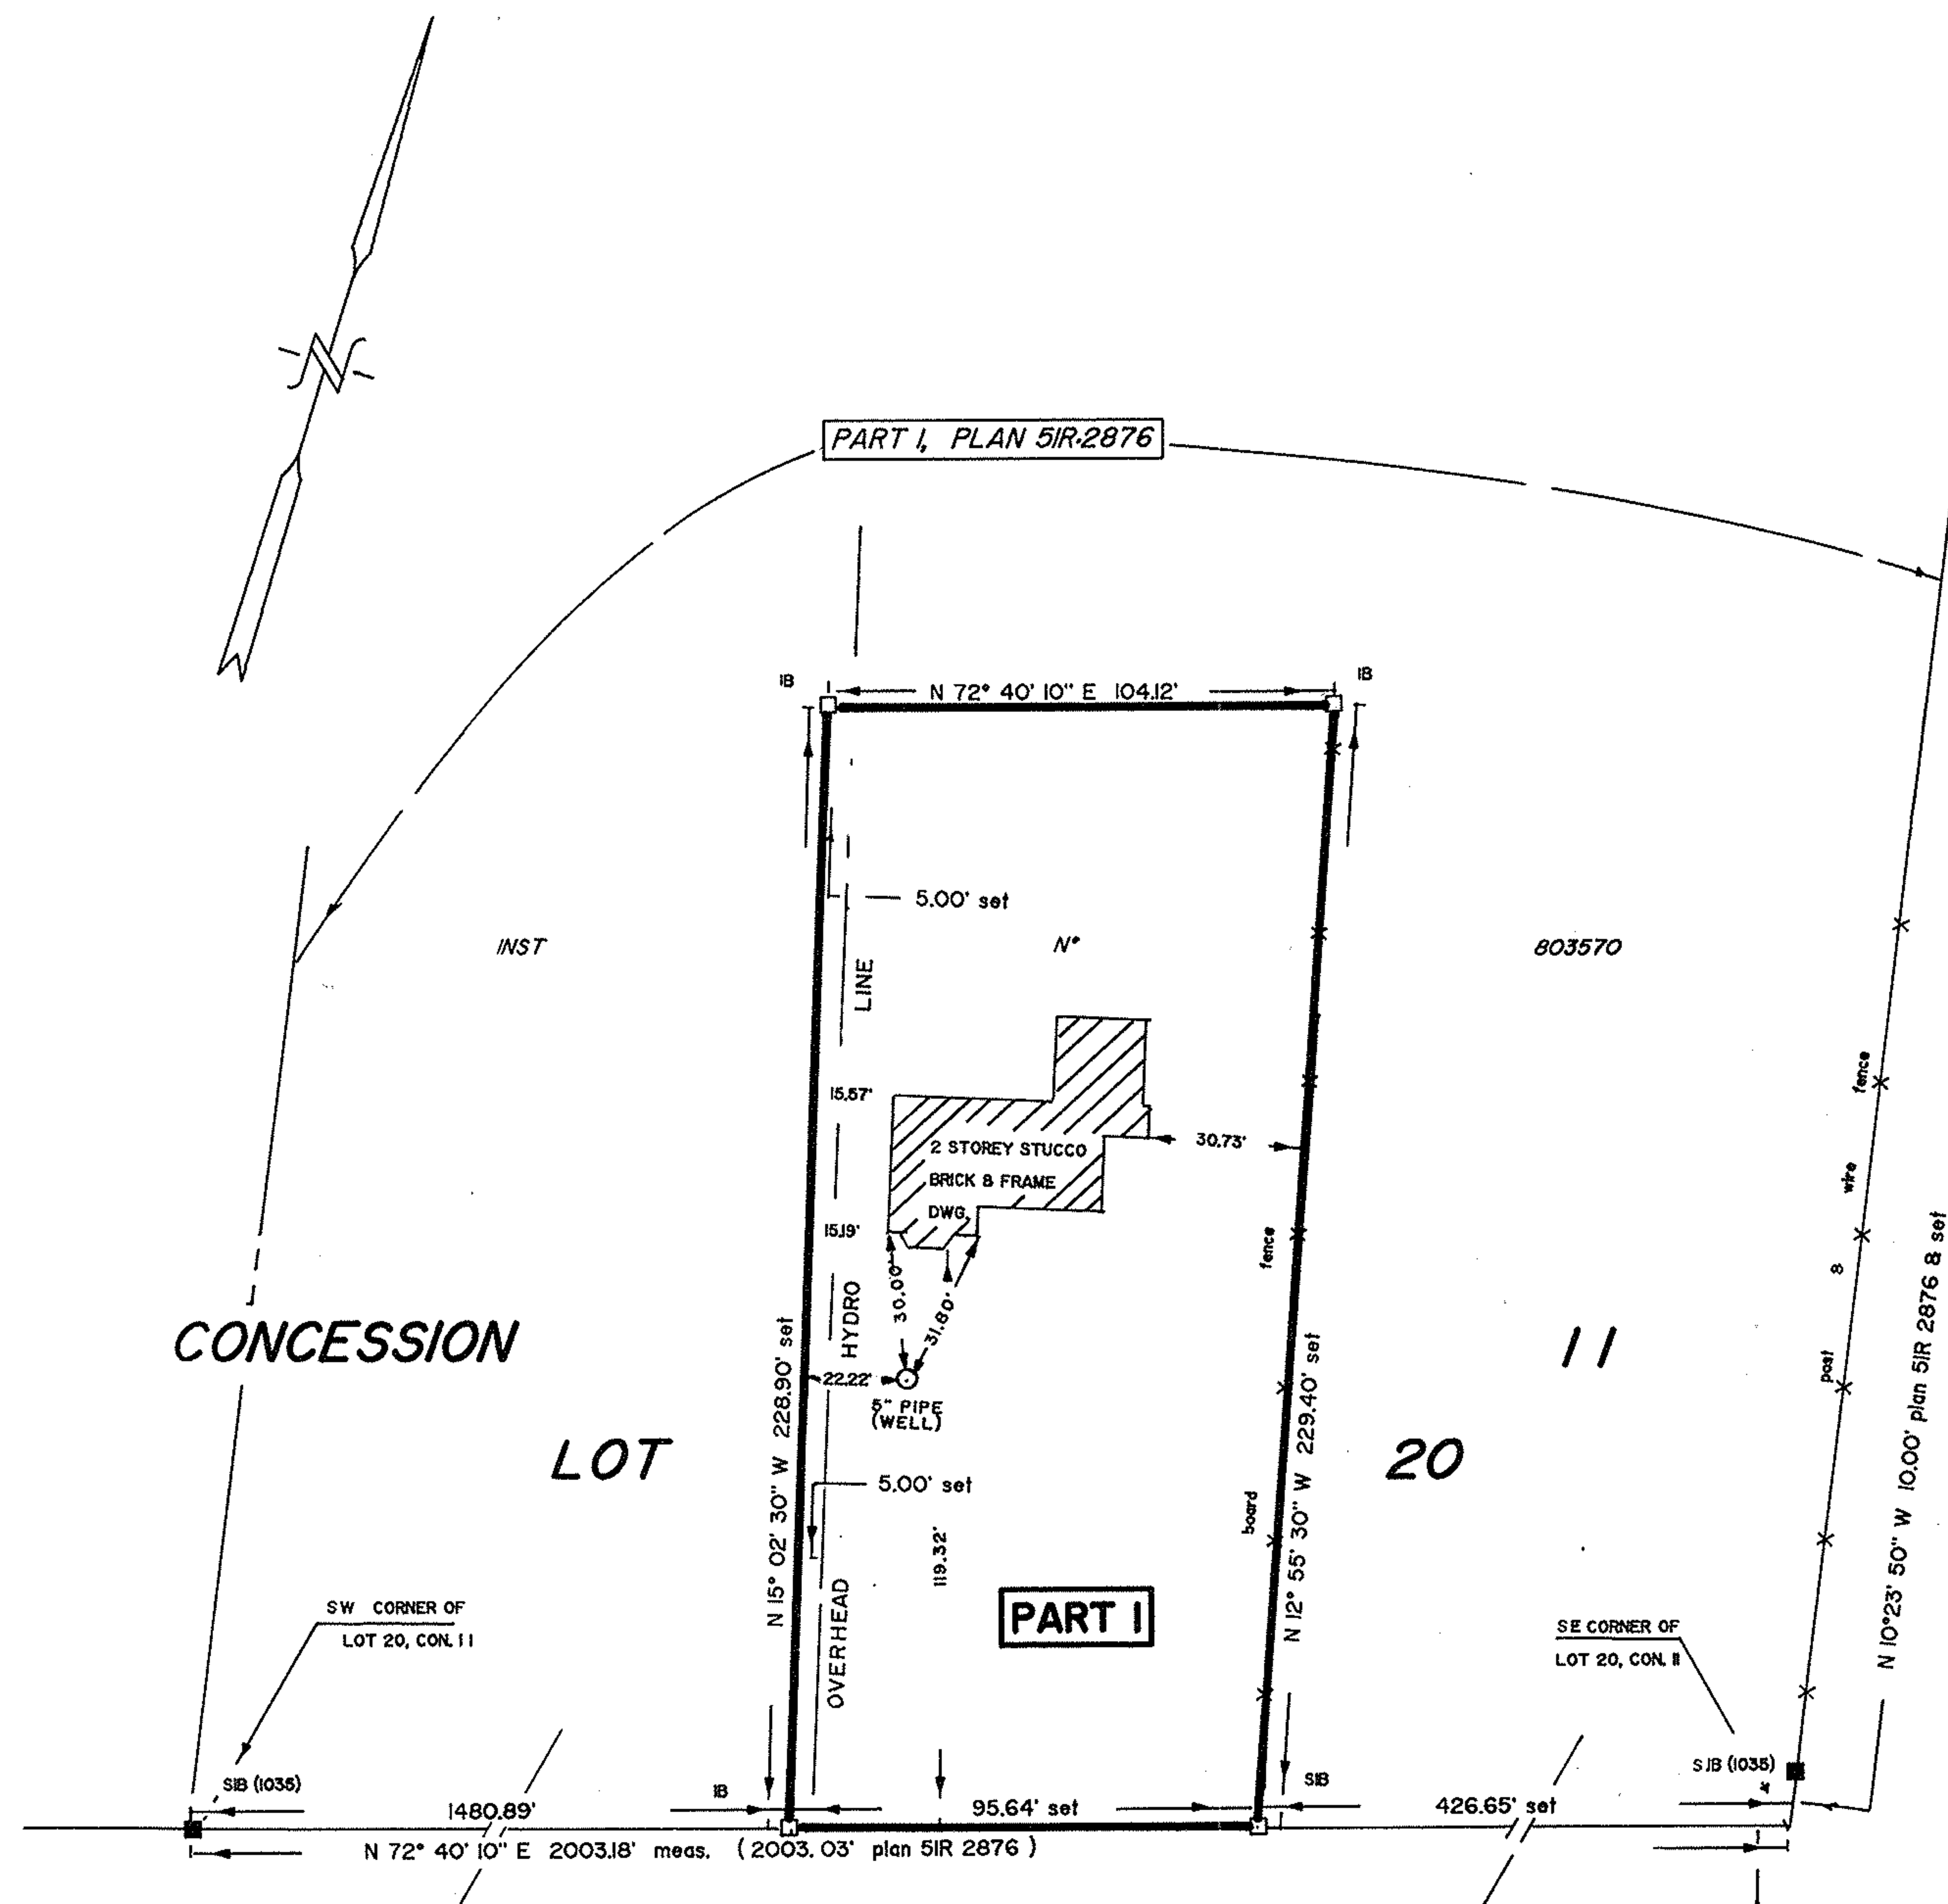 N
PART 1, PLAN 51R-2876
IB
N 72° 40' 10" E 104.12'
IB
5.00' set
INST
N°
803570
LINE
15.57'
2 STOREY STUCCO
BRICK & FRAME
DWG.
30.73'
15.19'
fence
wire
&
post
fence
HYDRO
30.00'
31.80'
22.22'
5" PIPE
(WELL)
CONCESSION
11
LOT
20
5.00' set
N 15° 02' 30" W 228.90' set
N 12° 55' 30" W 229.40' set
N 10° 23' 50" W 10.00' plan 51R 2876 & set
board
119.32'
OVERHEAD
PART 1
SW CORNER OF
LOT 20, CON. 11
SE CORNER OF
LOT 20, CON. 11
SIB (1035)
IB
SIB
SIB (1035)
1480.89'
95.64' set
426.65' set
N 72° 40' 10" E 2003.18' meas. (2003.03' plan 51R 2876)